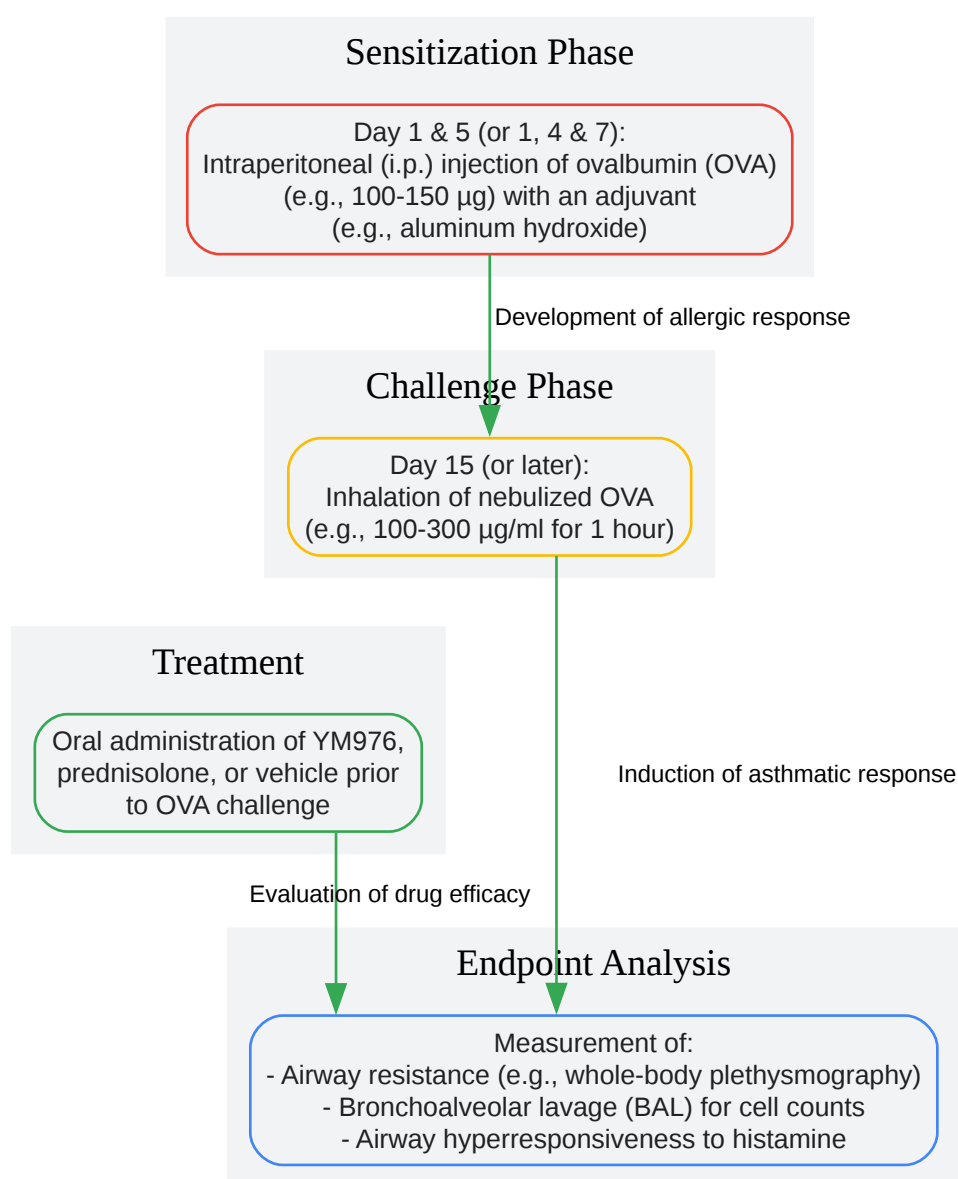 Sensitization Phase
Day 1 & 5 (or 1, 4 & 7):
Intraperitoneal (i.p.) injection of ovalbumin (OVA)
(e.g., 100-150 µg) with an adjuvant
(e.g., aluminum hydroxide)
Development of allergic response
Challenge Phase
Day 15 (or later):
Inhalation of nebulized OVA
(e.g., 100-300 µg/ml for 1 hour)
Treatment
Oral administration of YM976,
prednisolone, or vehicle prior
to OVA challenge
Induction of asthmatic response
Evaluation of drug efficacy
Endpoint Analysis
Measurement of:
- Airway resistance (e.g., whole-body plethysmography)
- Bronchoalveolar lavage (BAL) for cell counts
- Airway hyperresponsiveness to histamine